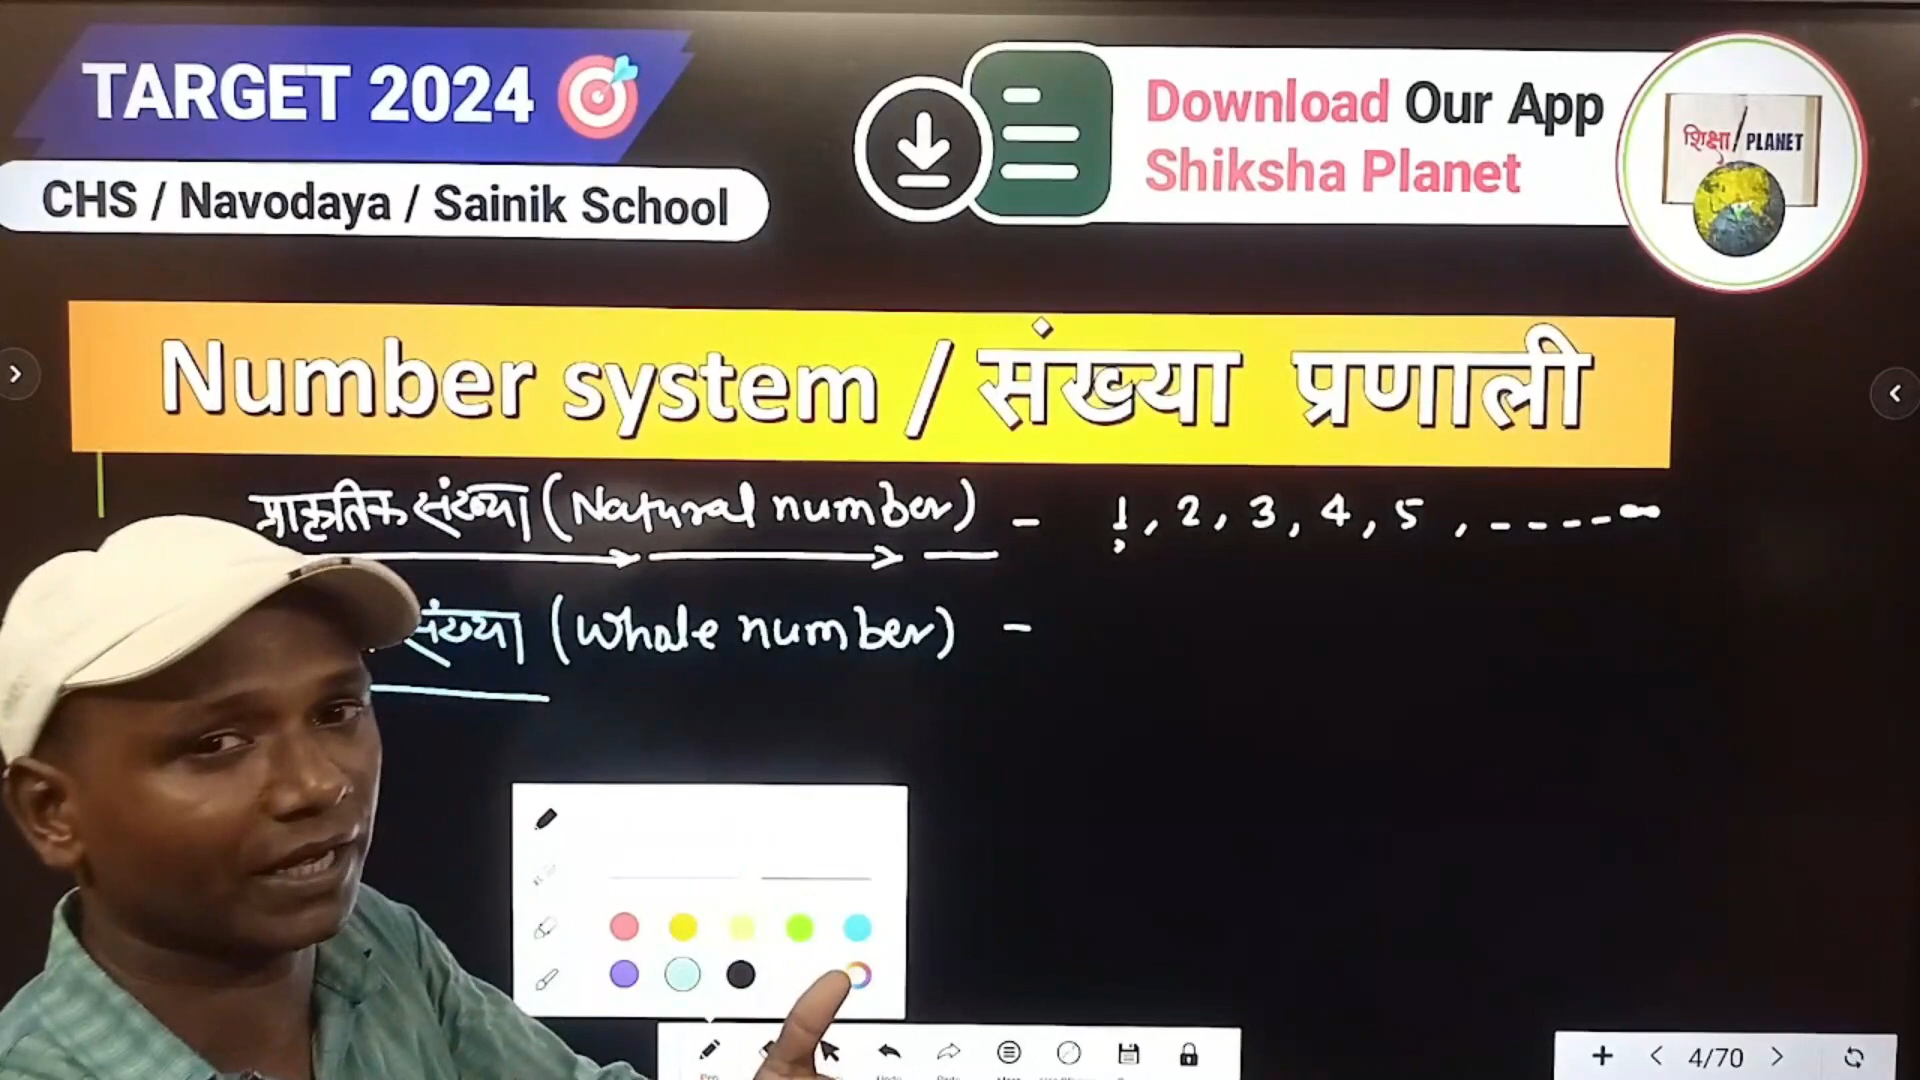 TARGET 2024
CHS / Navodaya / Sainik School
Download Our App
Shiksha Planet
शिक्षा PLANET
Number system / संख्या प्रणाली
प्राकृतिक संख्या (Natural number) - 1, 2, 3, 4, 5, ----∞
संख्या (Whole number) -
4/70